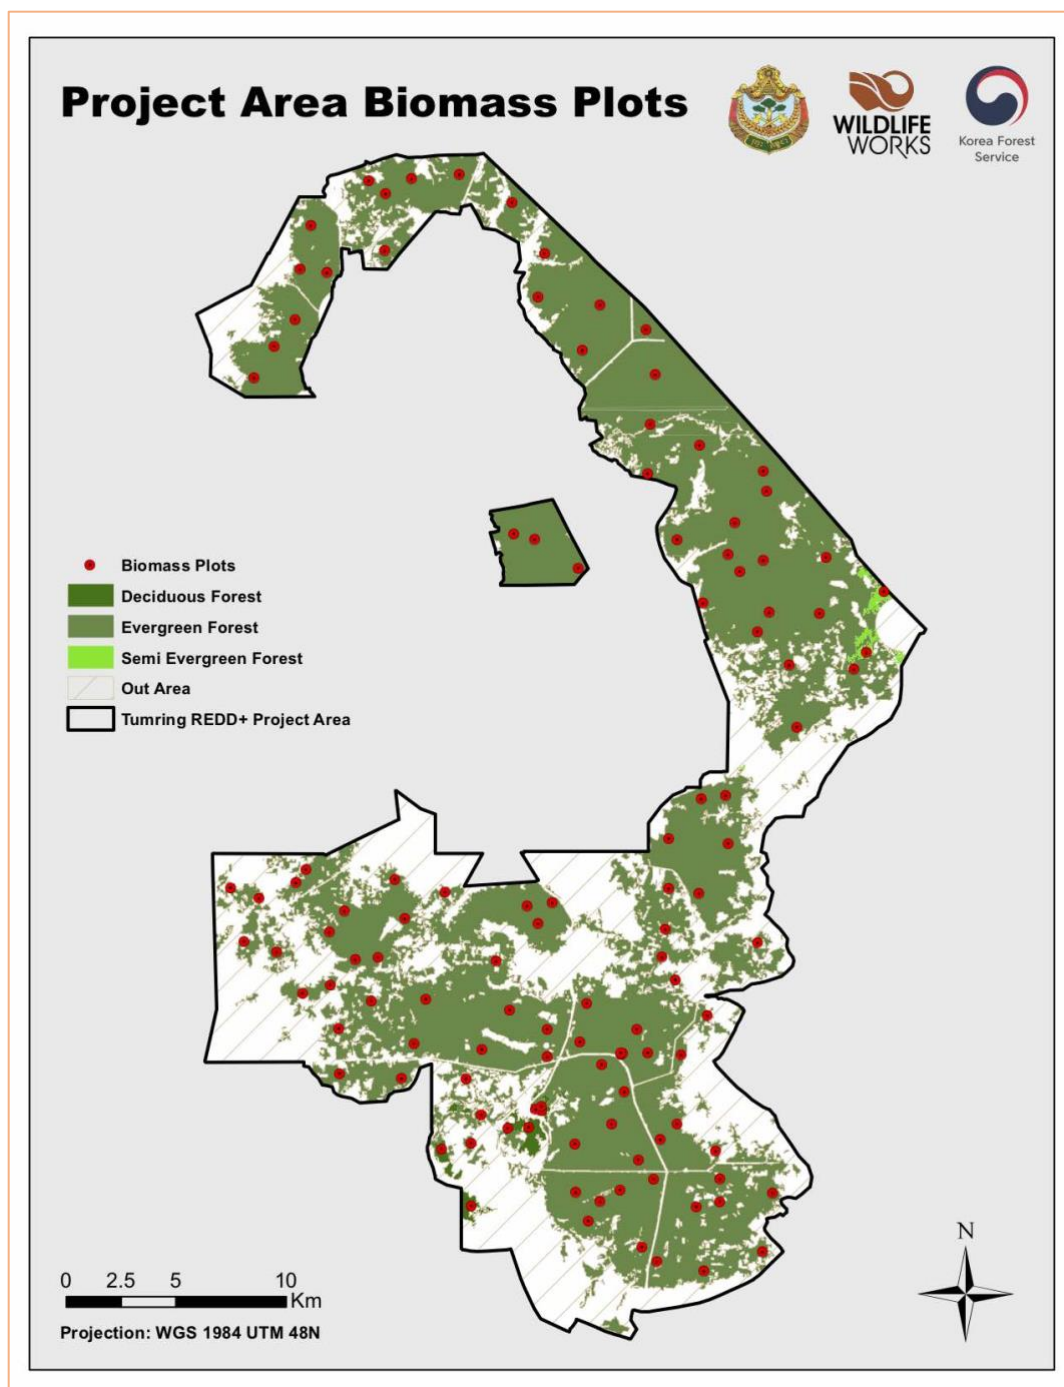 Project Area Biomass Plots
WILDLIFE
WORKS
Korea Forest
Service
Biomass Plots
Deciduous Forest
Evergreen Forest
Semi Evergreen Forest
Out Area
Tumring REDD+ Project Area
N
0 2.5 5 10
Km
Projection: WGS 1984 UTM 48N